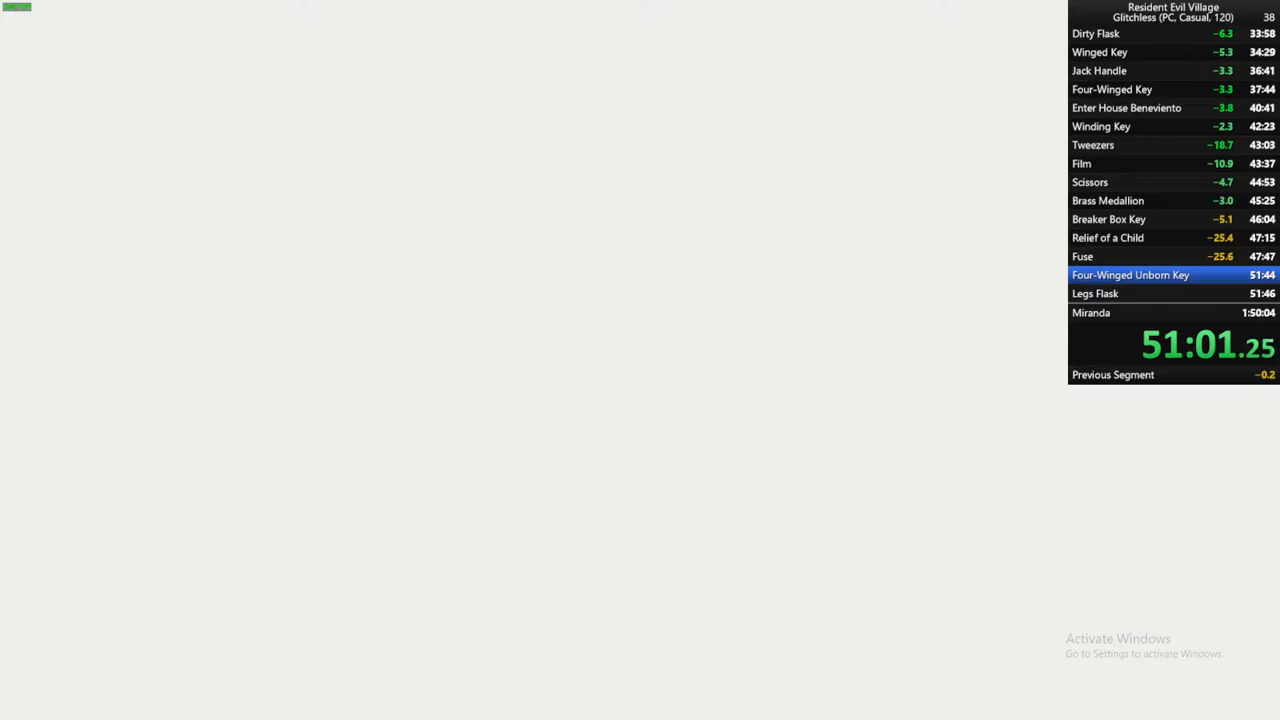 Resident Evil Village
Glitchless (PC, Casual, 120) 38
Dirty Flask −6.3 33:58
Winged Key −5.3 34:29
Jack Handle −3.3 36:41
Four-Winged Key −3.3 37:44
Enter House Beneviento −3.8 40:41
Winding Key −2.3 42:23
Tweezers −18.7 43:03
Film −10.9 43:37
Scissors −4.7 44:53
Brass Medallion −3.0 45:25
Breaker Box Key −5.1 46:04
Relief of a Child −25.4 47:15
Fuse −25.6 47:47
Four-Winged Unborn Key 51:44
Legs Flask 51:46
Miranda 1:50:04
51:01.25
Previous Segment −0.2
Activate Windows
Go to Settings to activate Windows.